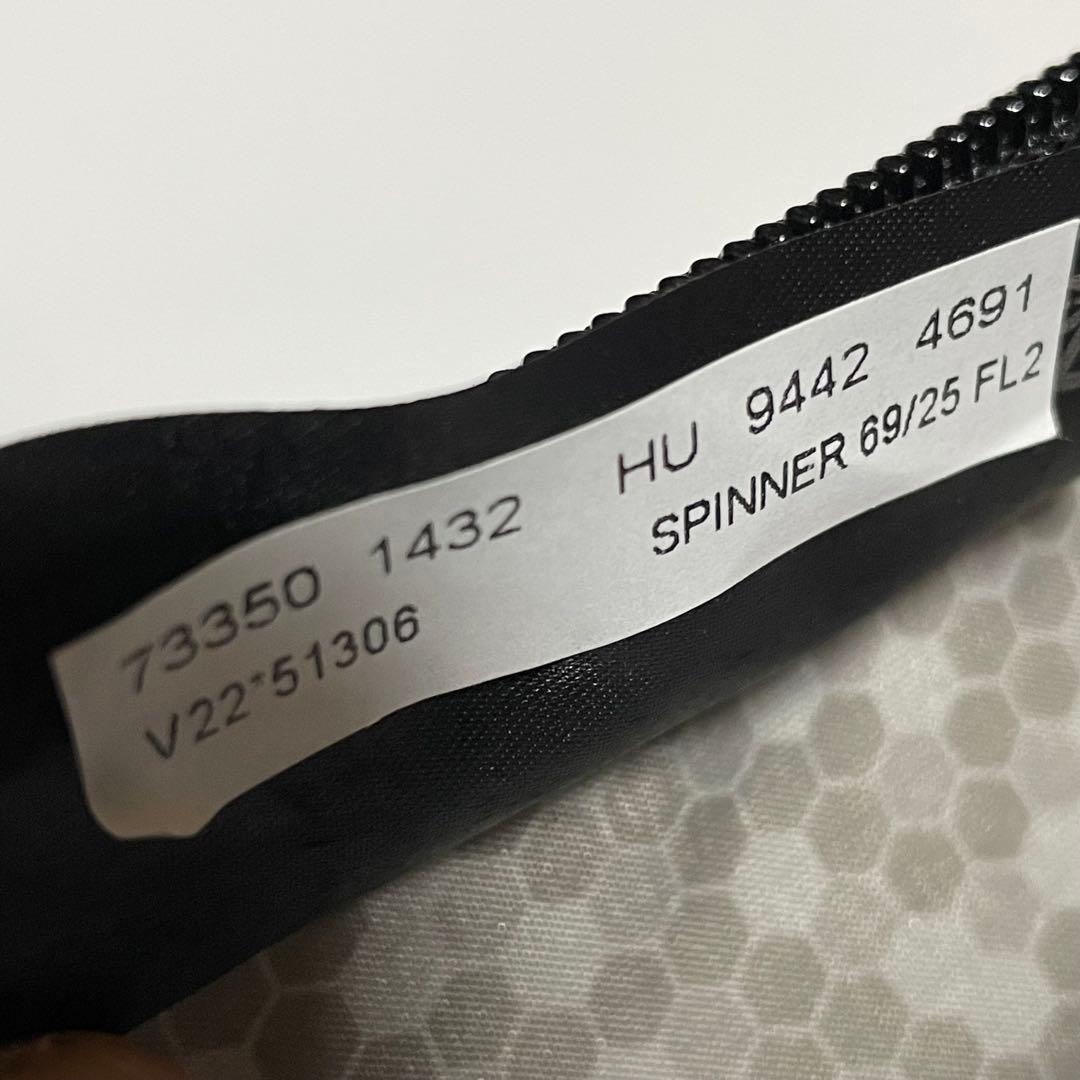 73350 1432 HU 9442 4691
V22*51306 SPINNER 69/25 FL2